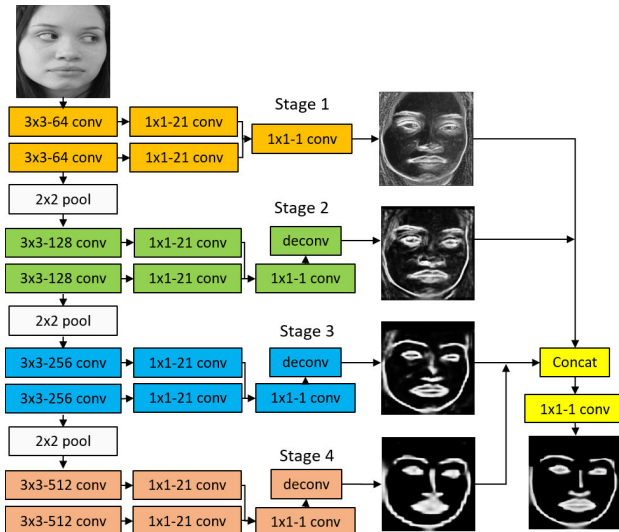 Stage 1
3x3-64 conv
1x1-21 conv
1x1-1 conv
3x3-64 conv
1x1-21 conv
2x2 pool
Stage 2
3x3-128 conv
1x1-21 conv
deconv
3x3-128 conv
1x1-21 conv
1x1-1 conv
2x2 pool
Stage 3
3x3-256 conv
1x1-21 conv
deconv
Concat
3x3-256 conv
1x1-21 conv
1x1-1 conv
1x1-1 conv
2x2 pool
Stage 4
3x3-512 conv
1x1-21 conv
deconv
3x3-512 conv
1x1-21 conv
1x1-1 conv